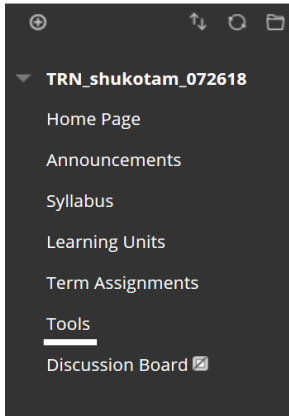 TRN_shukotam_072618
Home Page
Announcements
Syllabus
Learning Units
Term Assignments
Tools
Discussion Board